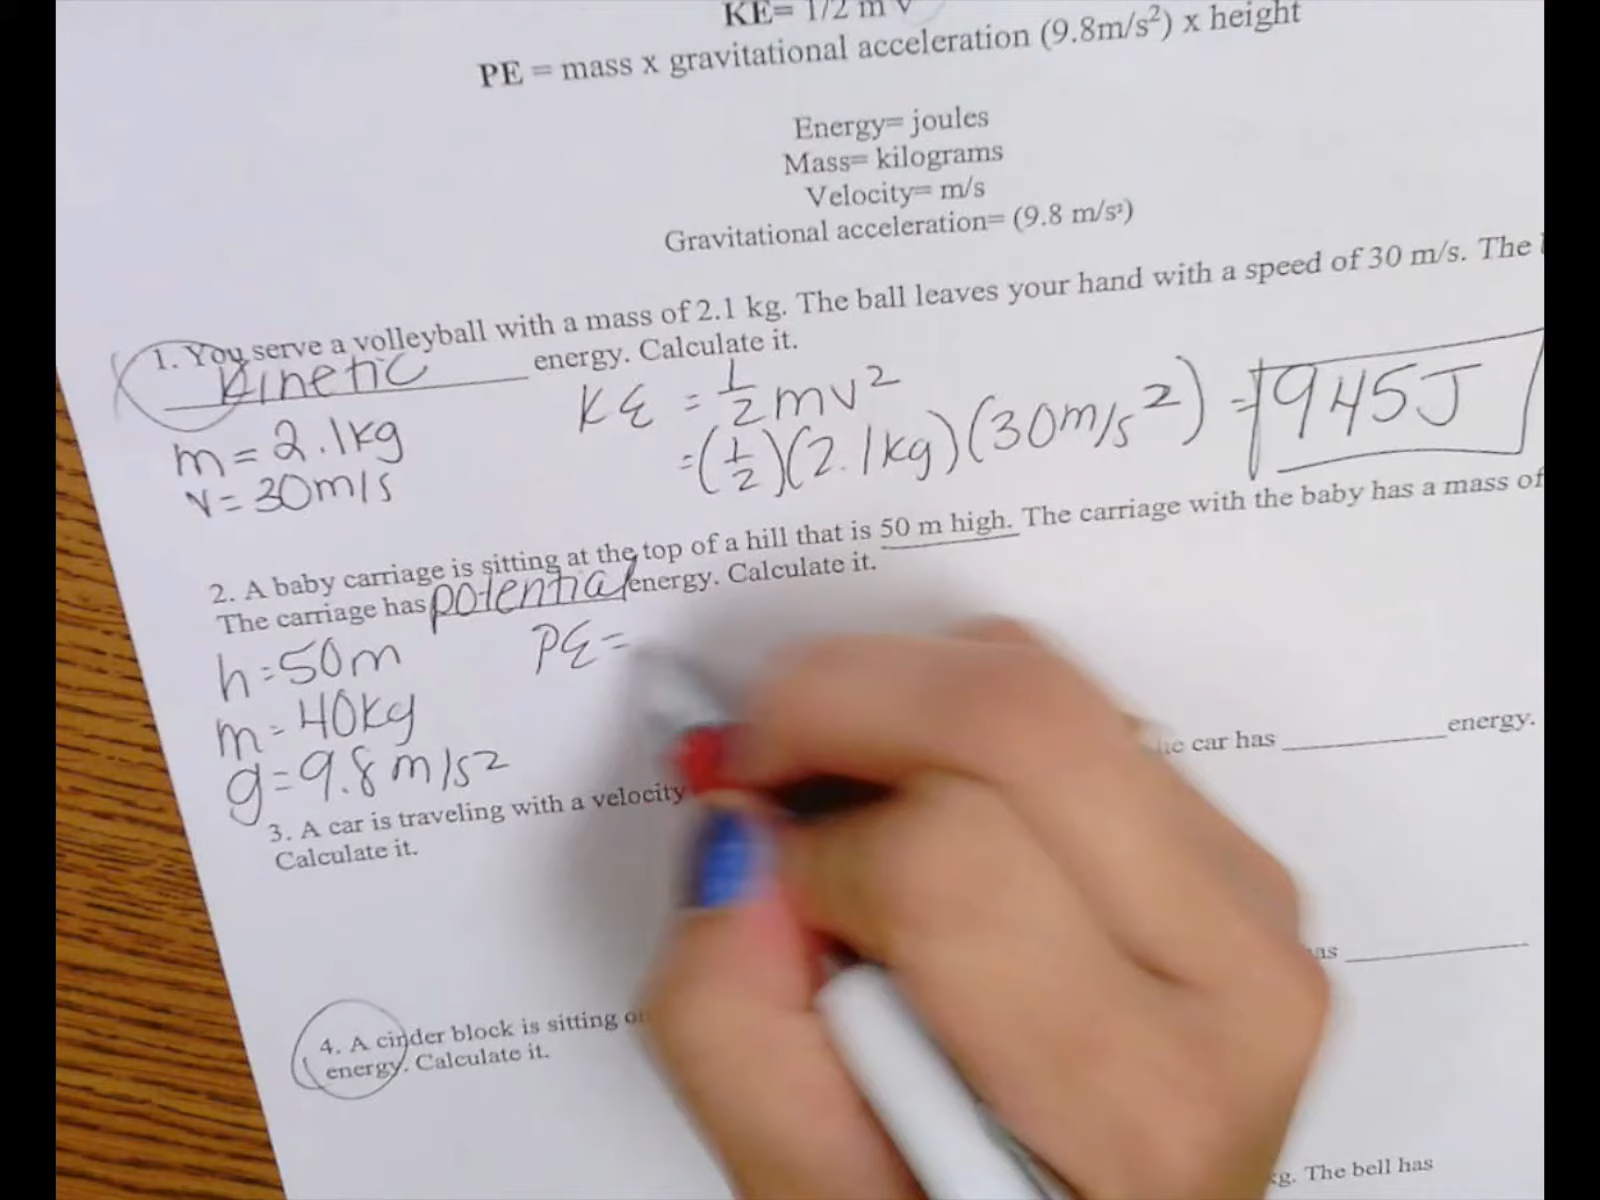 KE= 1/2 m v
PE = mass x gravitational acceleration (9.8m/s²) x height
Energy= joules
Mass= kilograms
Velocity= m/s
Gravitational acceleration= (9.8 m/s²)
1. You serve a volleyball with a mass of 2.1 kg. The ball leaves your hand with a speed of 30 m/s. The
kinetic energy. Calculate it.
KE = 1/2 mv²
m = 2.1kg
= (1/2)(2.1kg)(30m/s²) = 945J
v = 30m/s
2. A baby carriage is sitting at the top of a hill that is 50 m high. The carriage with the baby has a mass of
The carriage has potential energy. Calculate it.
h = 50m
PE =
m = 40kg
g = 9.8m/s²
3. A car is traveling with a velocity
car has ________ energy.
Calculate it.
4. A cinder block is sitting
energy. Calculate it.
kg. The bell has